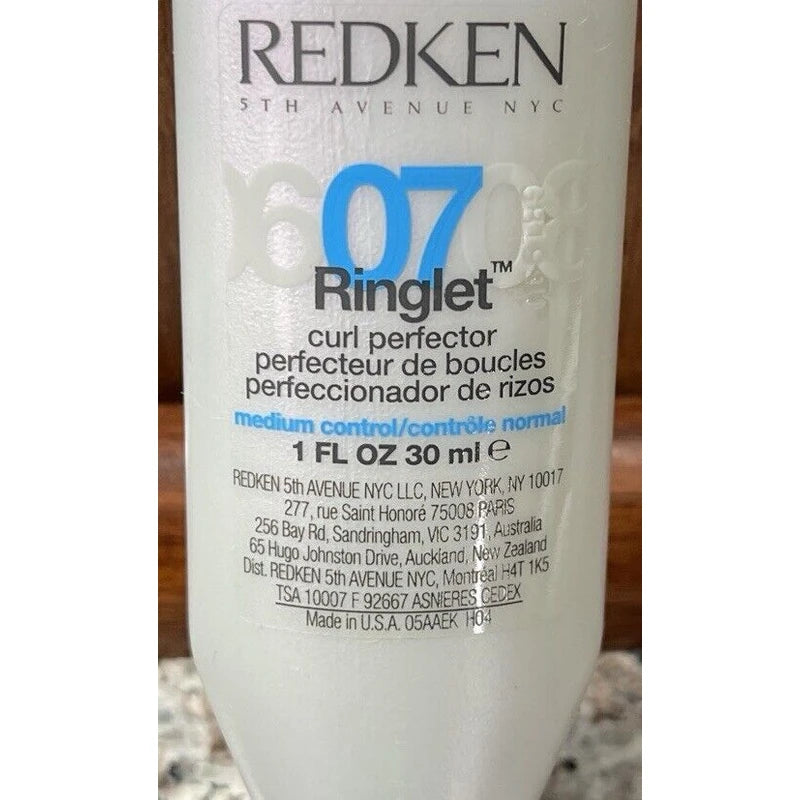 REDKEN
5TH AVENUE NYC
07
Ringlet™
curl perfector
perfecteur de boucles
perfeccionador de rizos
medium control/contrôle normal
1 FL OZ 30 ml ℮
REDKEN 5th AVENUE NYC LLC, NEW YORK, NY 10017
277, rue Saint Honoré 75008 PARIS
256 Bay Rd, Sandringham, VIC 3191, Australia
65 Hugo Johnston Drive, Auckland, New Zealand
Dist. REDKEN 5th AVENUE NYC, Montréal H4T 1K5
TSA 10007 F 92667 ASNIERES CEDEX
Made in U.S.A. 05AAEK H04